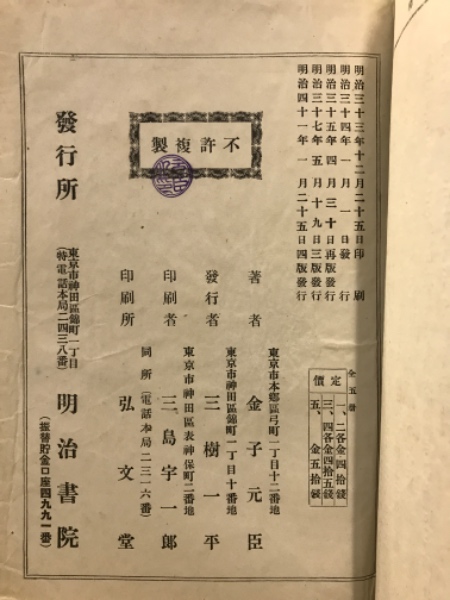 明治三十三年十二月二十五日印刷
明治三十四年一月一日發行
明治三十五年四月三十日再版發行
明治三十七年五月十九日三版發行
明治四十一年一月二十五日四版發行
全五册
定價
一、二各金四拾錢
三、四各金四拾五錢
五、金五拾錢
不許複製
東京市本鄕區弓町一丁目十二番地
著者 金子元臣
東京市神田區錦町一丁目十番地
發行者 三樹一平
東京市神田區表神保町二番地
印刷者 三島宇一郎
同所(電話本局二三一六番)
印刷所 弘文堂
發行所
東京市神田區錦町一丁目
(特電話本局二四三八番)
明治書院
(振替貯金口座四九九一番)